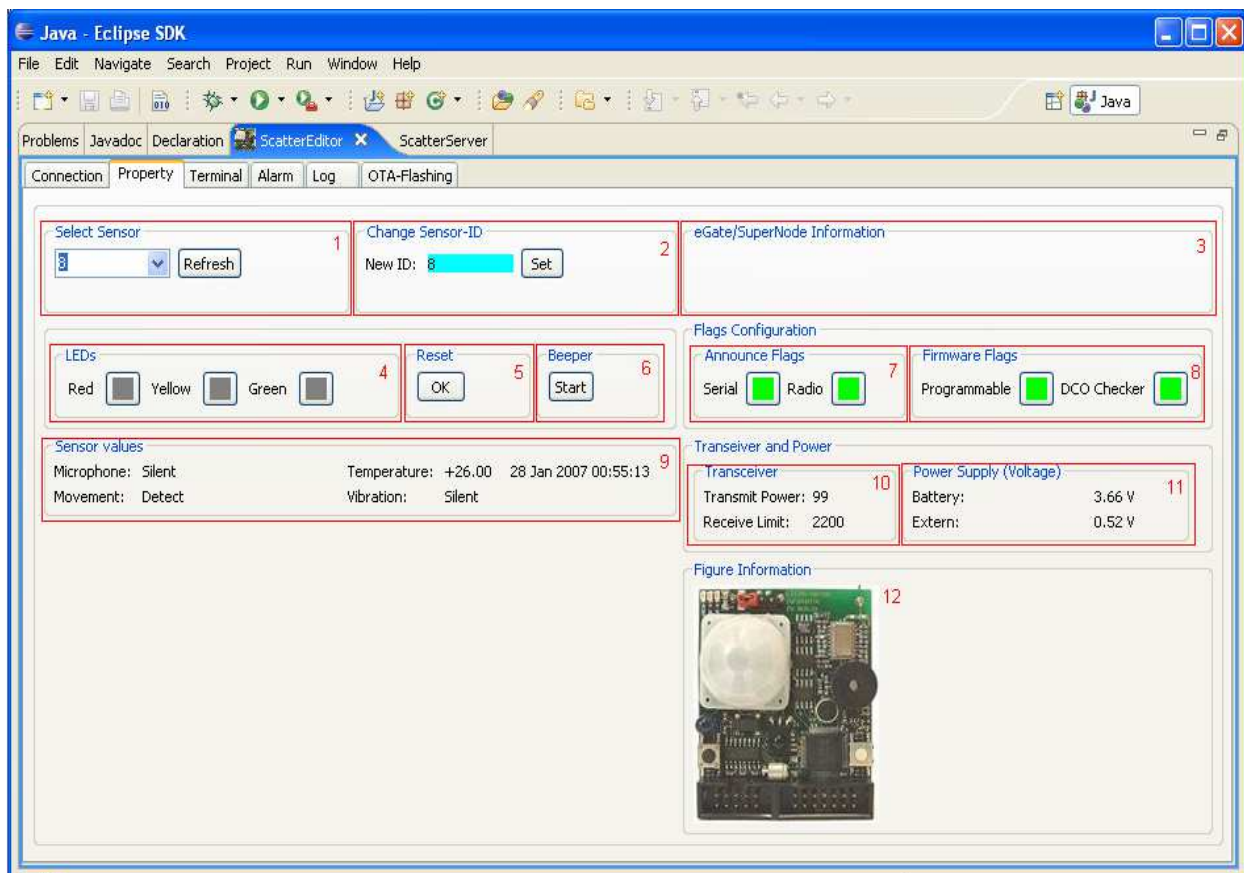 Java - Eclipse SDK
File Edit Navigate Search Project Run Window Help
Java
Problems Javadoc Declaration ScatterEditor ScatterServer
Connection Property Terminal Alarm Log OTA-Flashing
Select Sensor 1
8 Refresh
Change Sensor-ID 2
New ID: 8 Set
eGate/SuperNode Information 3
LEDs 4
Red Yellow Green
Reset 5
OK
Beeper 6
Start
Flags Configuration
Announce Flags 7
Serial Radio
Firmware Flags 8
Programmable DCO Checker
Sensor values 9
Microphone: Silent Temperature: +26.00 28 Jan 2007 00:55:13
Movement: Detect Vibration: Silent
Transeiver and Power
Transceiver 10
Transmit Power: 99
Receive Limit: 2200
Power Supply (Voltage) 11
Battery: 3.66 V
Extern: 0.52 V
Figure Information
12